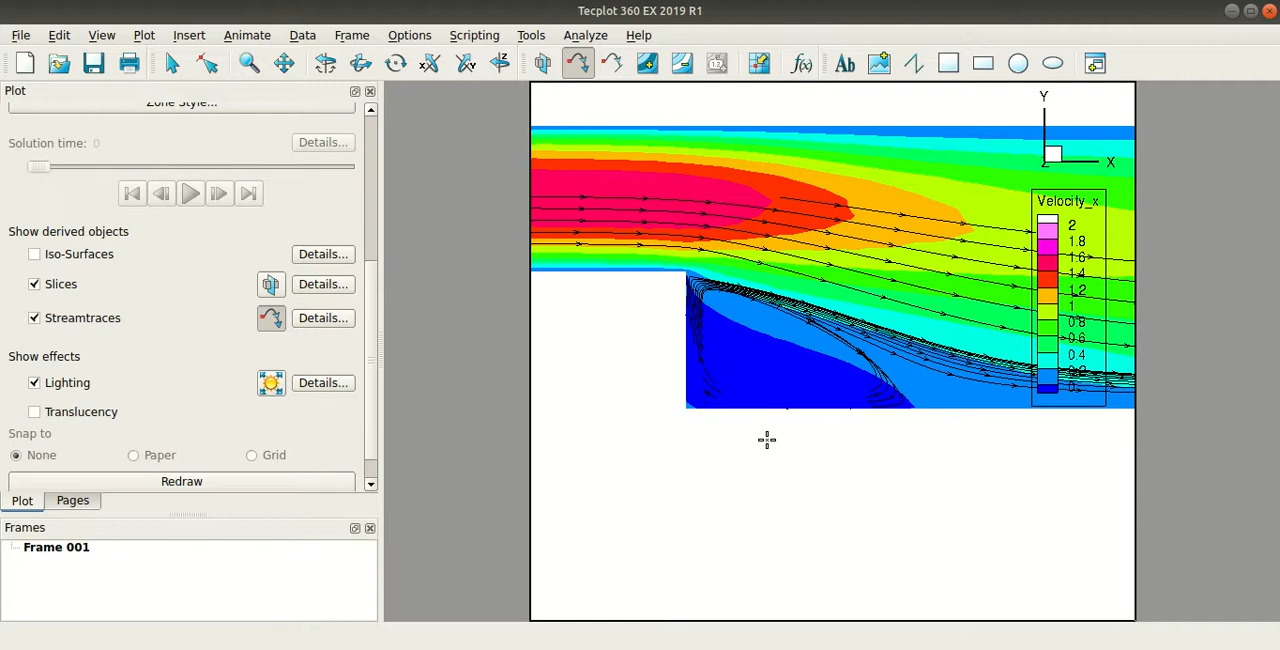 Tecplot 360 EX 2019 R1
File Edit View Plot Insert Animate Data Frame Options Scripting Tools Analyze Help
Plot
Zone Style...
Solution time: 0 Details...
Show derived objects
Iso-Surfaces Details...
Slices Details...
Streamtraces Details...
Show effects
Lighting Details...
Translucency
Snap to
None Paper Grid
Redraw
Plot Pages
Frames
Frame 001
Y
Z X
Velocity_x
2
1.8
1.6
1.4
1.2
1
0.8
0.6
0.4
0.2
0